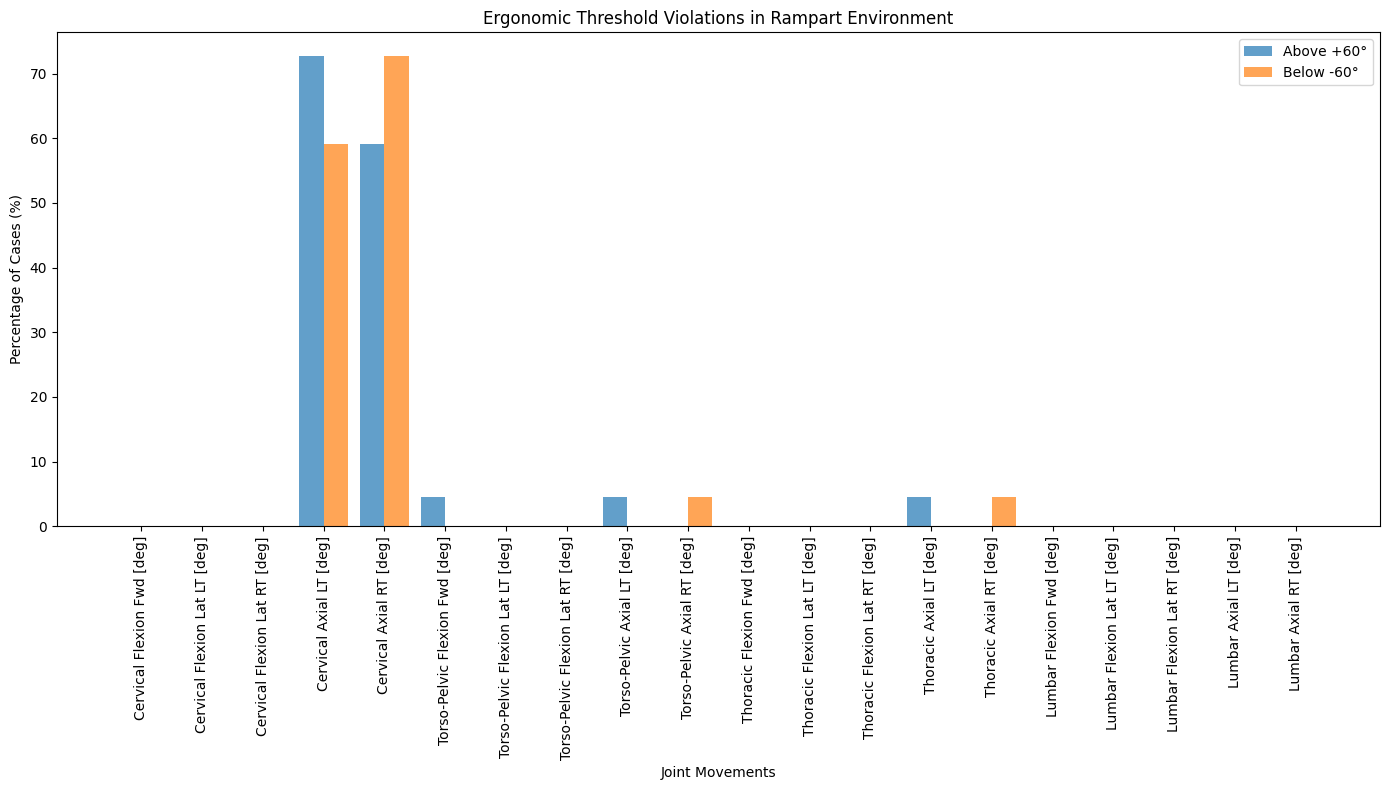 Ergonomic Threshold Violations in Rampart Environment
Above +60°
Below -60°
Percentage of Cases (%)
70
60
50
40
30
20
10
0
Cervical Flexion Fwd [deg]
Cervical Flexion Lat LT [deg]
Cervical Flexion Lat RT [deg]
Cervical Axial LT [deg]
Cervical Axial RT [deg]
Torso-Pelvic Flexion Fwd [deg]
Torso-Pelvic Flexion Lat LT [deg]
Torso-Pelvic Flexion Lat RT [deg]
Torso-Pelvic Axial LT [deg]
Torso-Pelvic Axial RT [deg]
Thoracic Flexion Fwd [deg]
Thoracic Flexion Lat LT [deg]
Thoracic Flexion Lat RT [deg]
Thoracic Axial LT [deg]
Thoracic Axial RT [deg]
Lumbar Flexion Fwd [deg]
Lumbar Flexion Lat LT [deg]
Lumbar Flexion Lat RT [deg]
Lumbar Axial LT [deg]
Lumbar Axial RT [deg]
Joint Movements